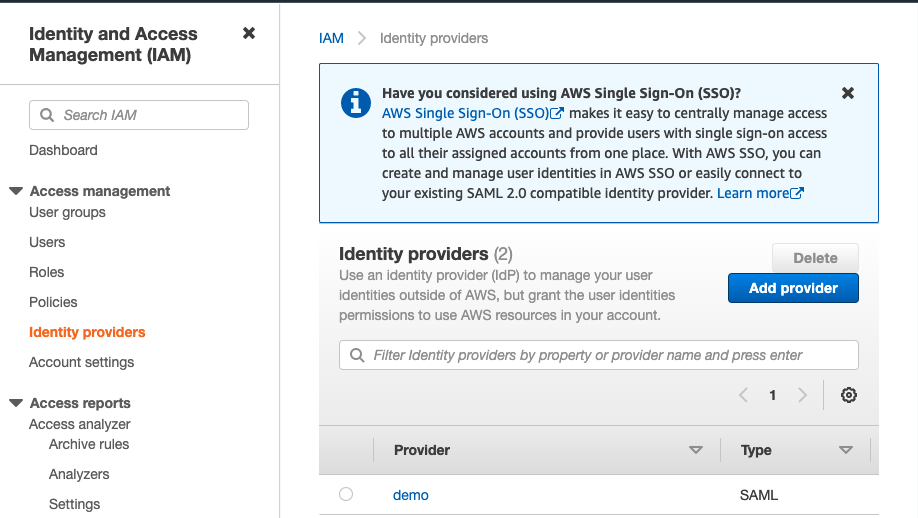 Identity and Access
Management (IAM)
Search IAM
Dashboard
Access management
User groups
Users
Roles
Policies
Identity providers
Account settings
Access reports
Access analyzer
Archive rules
Analyzers
Settings
IAM
Identity providers
Have you considered using AWS Single Sign-On (SSO)?
AWS Single Sign-On (SSO) makes it easy to centrally manage access
to multiple AWS accounts and provide users with single sign-on access
to all their assigned accounts from one place. With AWS SSO, you can
create and manage user identities in AWS SSO or easily connect to
your existing SAML 2.0 compatible identity provider. Learn more
Identity providers (2)
Use an identity provider (IdP) to manage your user
identities outside of AWS, but grant the user identities
permissions to use AWS resources in your account.
Delete
Add provider
Filter Identity providers by property or provider name and press enter
1
Provider
Type
demo
SAML